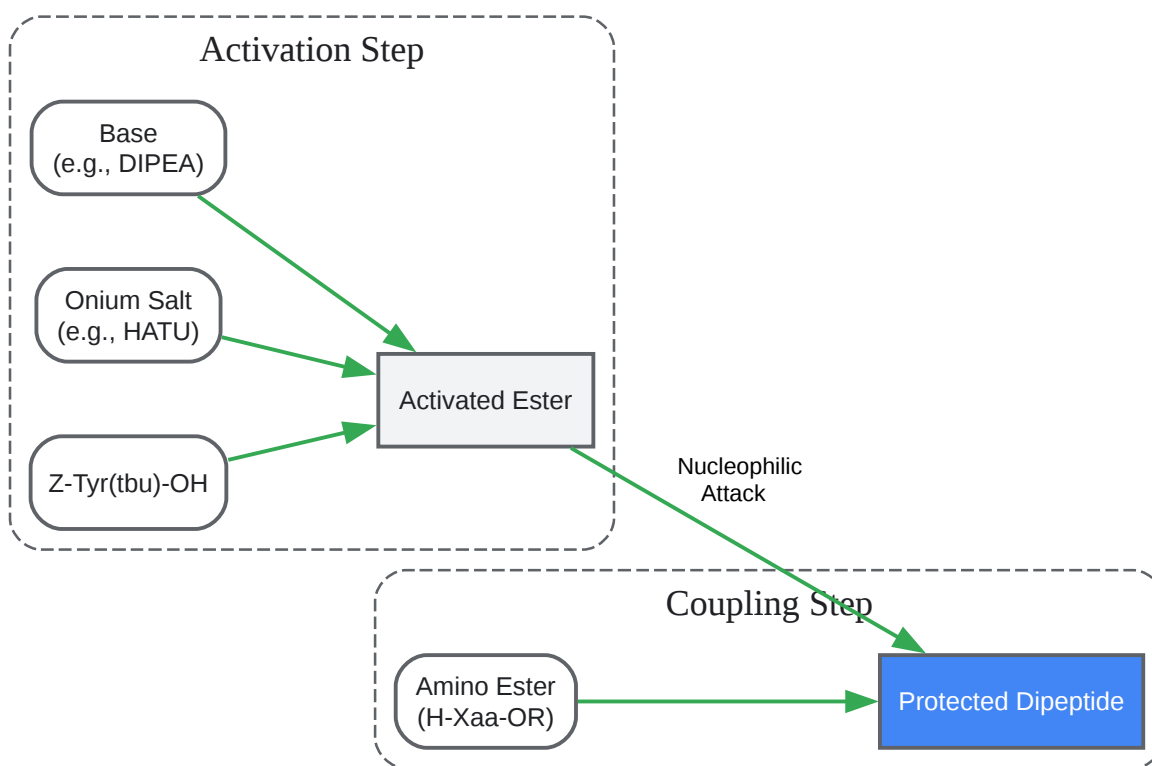 Activation Step
Base
(e.g., DIPEA)
Onium Salt
(e.g., HATU)
Activated Ester
Z-Tyr(tbu)-OH
Nucleophilic
Attack
Coupling Step
Amino Ester
(H-Xaa-OR)
Protected Dipeptide